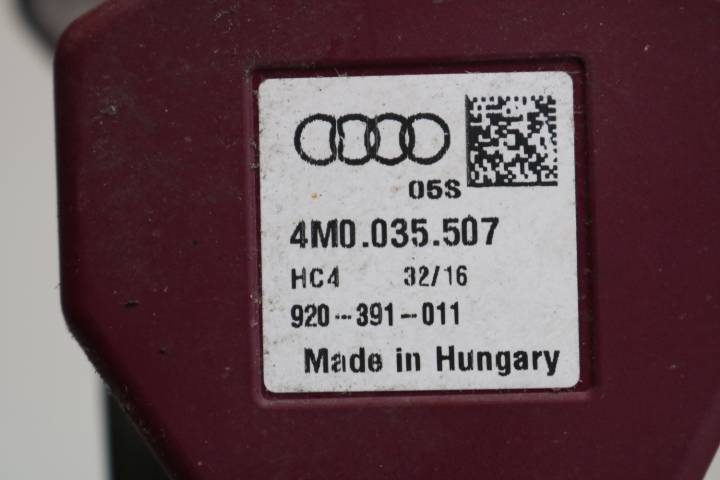 05S
4M0.035.507
HC4 32/16
920-391-011
Made in Hungary